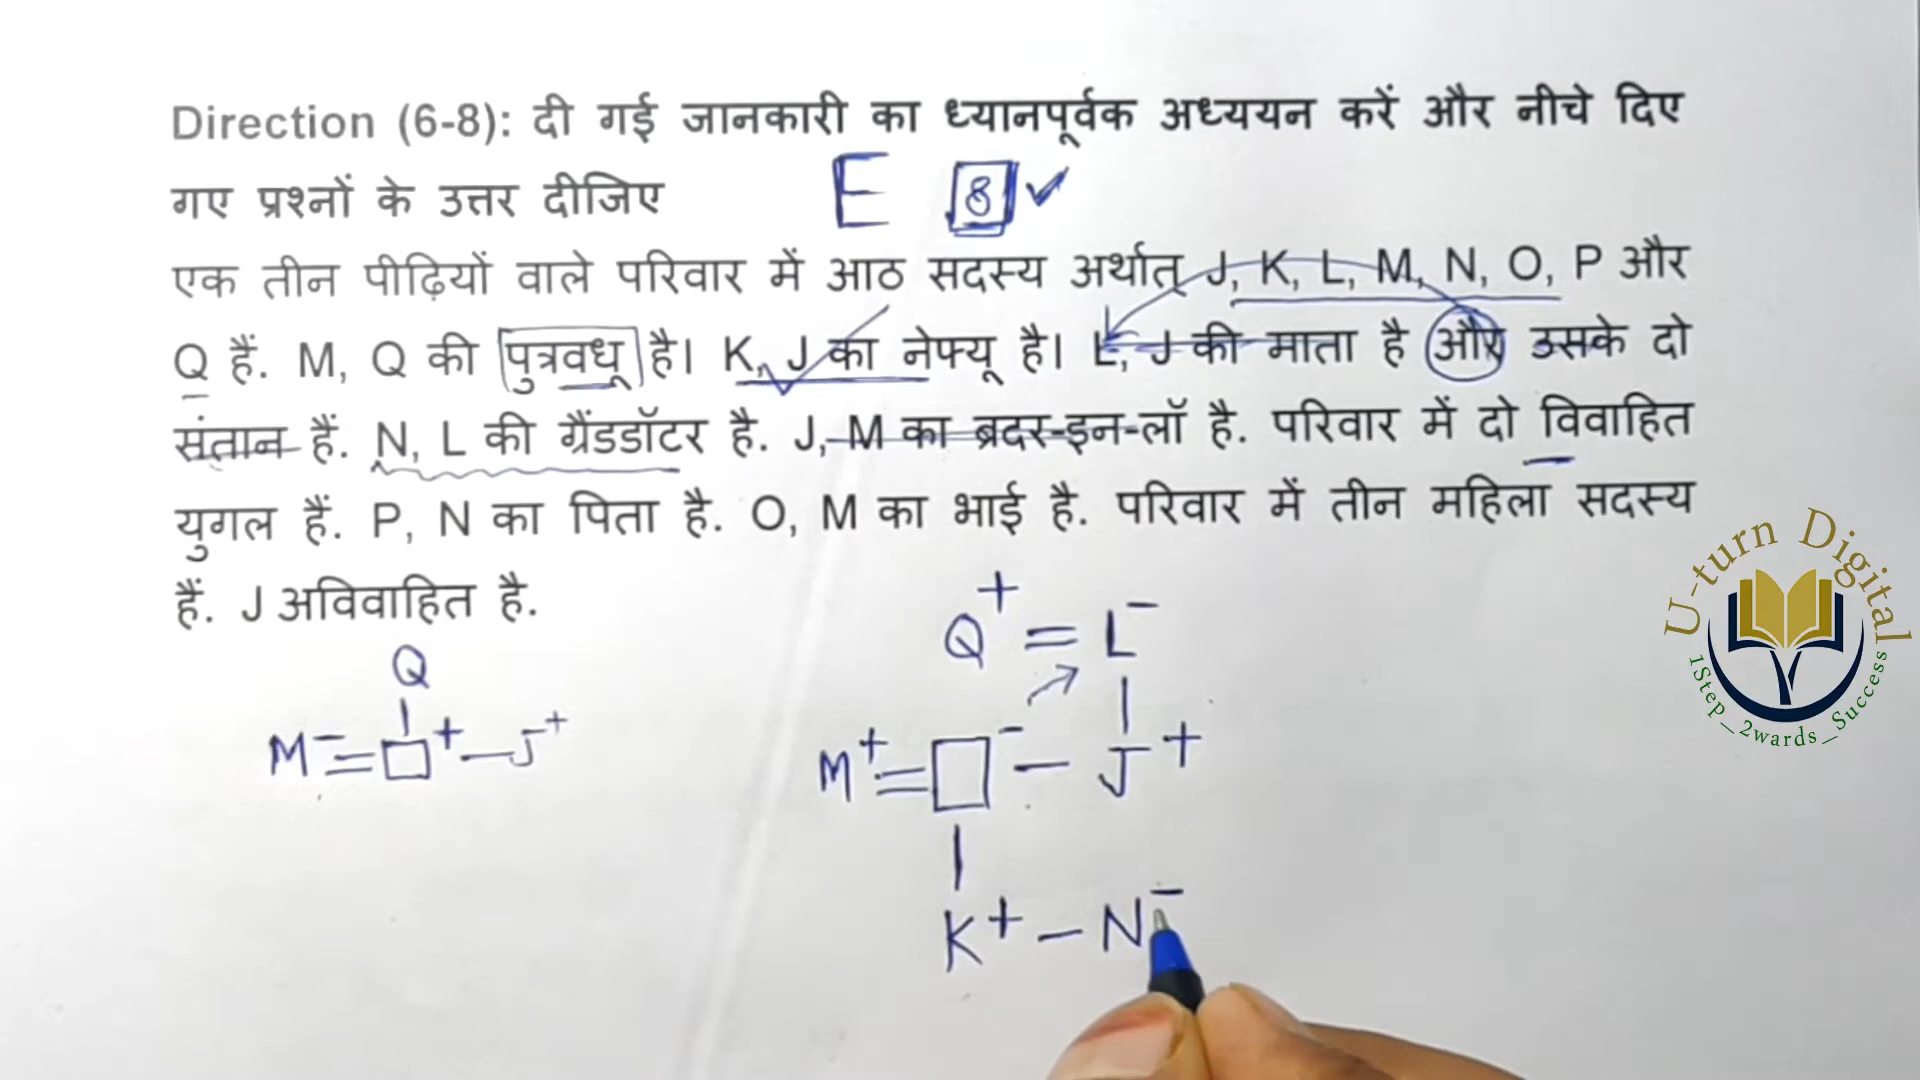 Direction (6-8): दी गई जानकारी का ध्यानपूर्वक अध्ययन करें और नीचे दिए
गए प्रश्नों के उत्तर दीजिए
E 8 ✓
एक तीन पीढ़ियों वाले परिवार में आठ सदस्य अर्थात् J, K, L, M, N, O, P और
Q हैं. M, Q की पुत्रवधू है। K, J का नेफ्यू है। L, J की माता है और उसके दो
संतान हैं. N, L की ग्रैंडडॉटर है. J, M का ब्रदर-इन-लॉ है. परिवार में दो विवाहित
युगल हैं. P, N का पिता है. O, M का भाई है. परिवार में तीन महिला सदस्य
हैं. J अविवाहित है.
Q
M⁻ = □⁺ – J⁺
Q⁺ = L⁻
M⁺ = □⁻ – J⁺
K⁺ – N⁻
U-turn Digital
1Step_2wards_Success